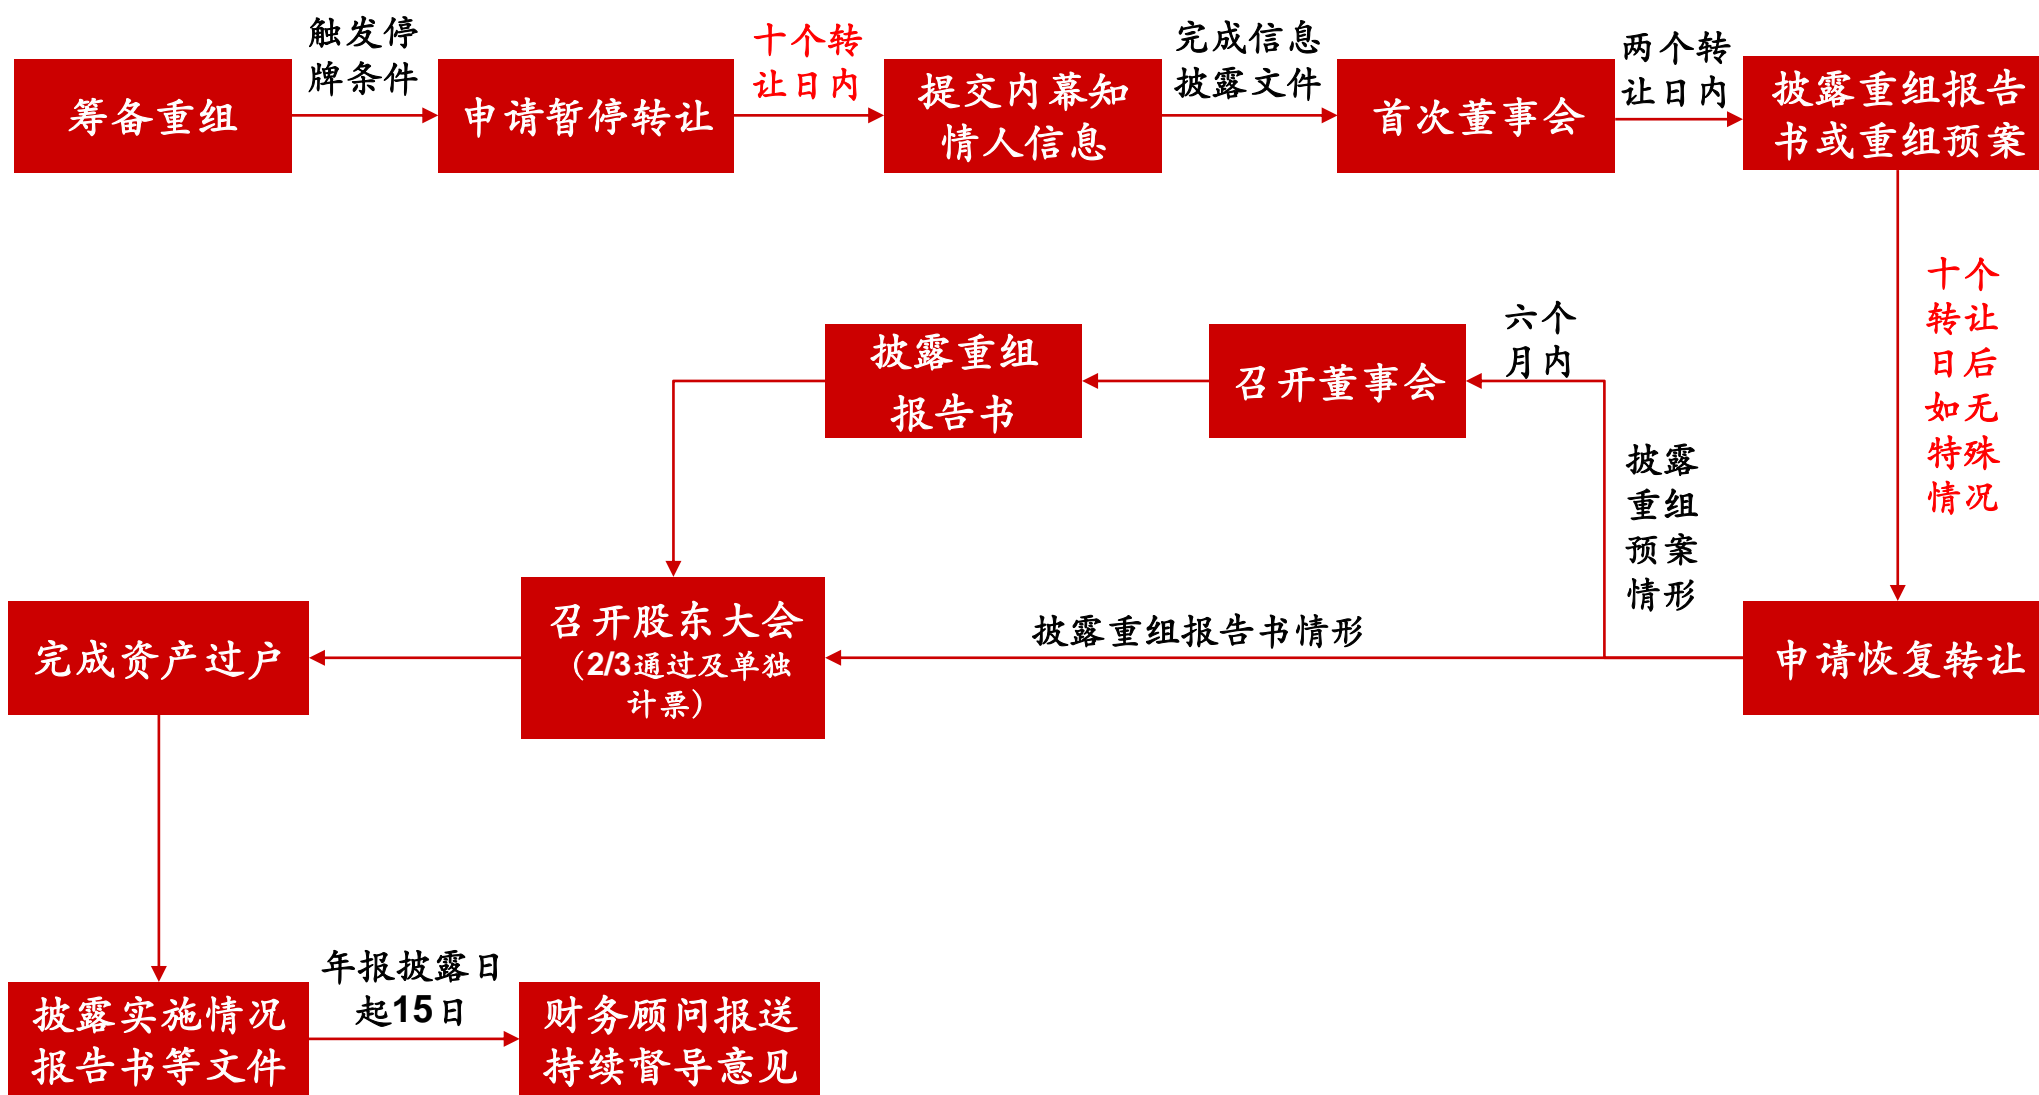 筹备重组
触发停
牌条件
申请暂停转让
十个转
让日内
提交内幕知
情人信息
完成信息
披露文件
首次董事会
两个转
让日内
披露重组报告
书或重组预案
十个
转让
日后
如无
特殊
情况
申请恢复转让
披露
重组
预案
情形
六个
月内
召开董事会
披露重组
报告书
披露重组报告书情形
召开股东大会
（2/3通过及单独
计票）
完成资产过户
披露实施情况
报告书等文件
年报披露日
起15日
财务顾问报送
持续督导意见